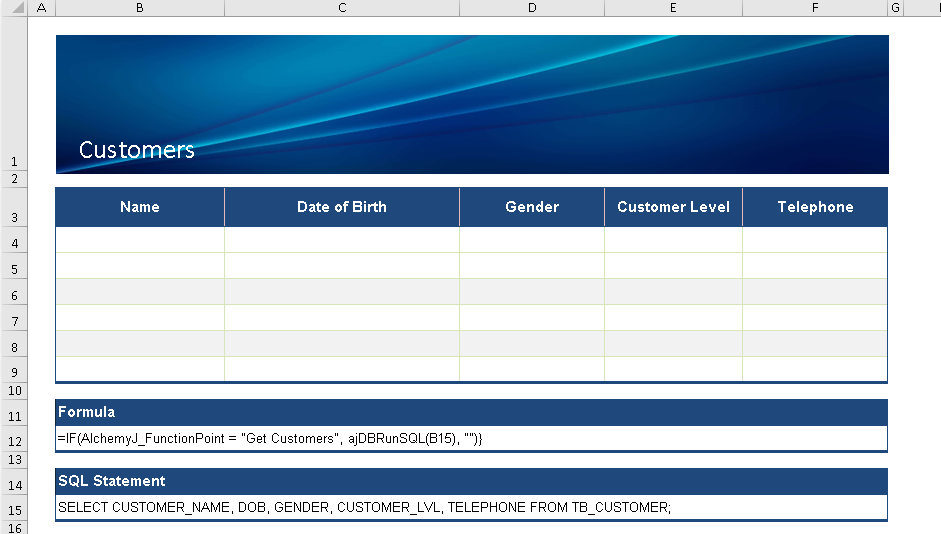 A B C D E F G
Customers
1
2
Name Date of Birth Gender Customer Level Telephone
3
4
5
6
7
8
9
10
Formula
11
=IF(AlchemyJ_FunctionPoint = "Get Customers", ajDBRunSQL(B15), "")}
12
13
SQL Statement
14
SELECT CUSTOMER_NAME, DOB, GENDER, CUSTOMER_LVL, TELEPHONE FROM TB_CUSTOMER;
15
16